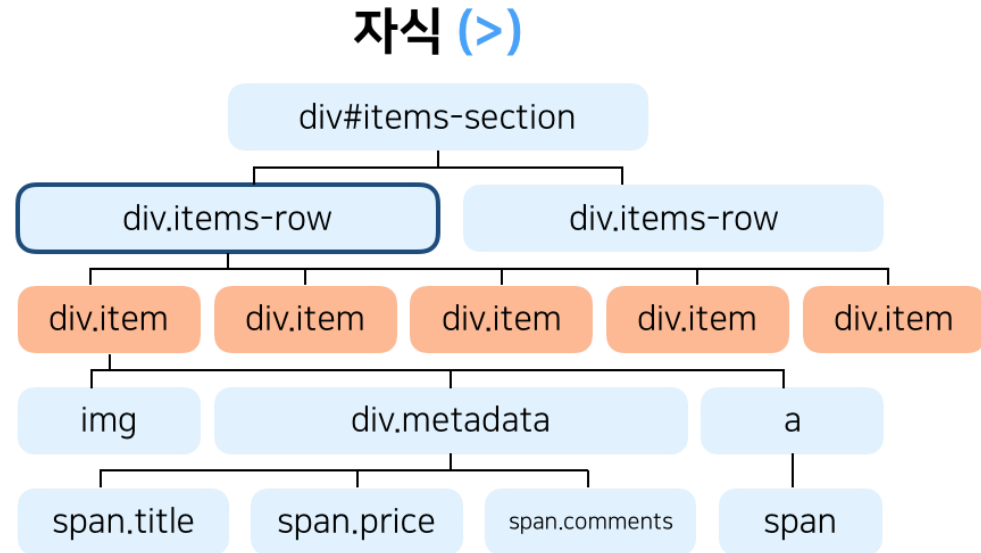 자식 (>)
div#items-section
div.items-row div.items-row
div.item div.item div.item div.item div.item
img div.metadata a
span.title span.price span.comments span